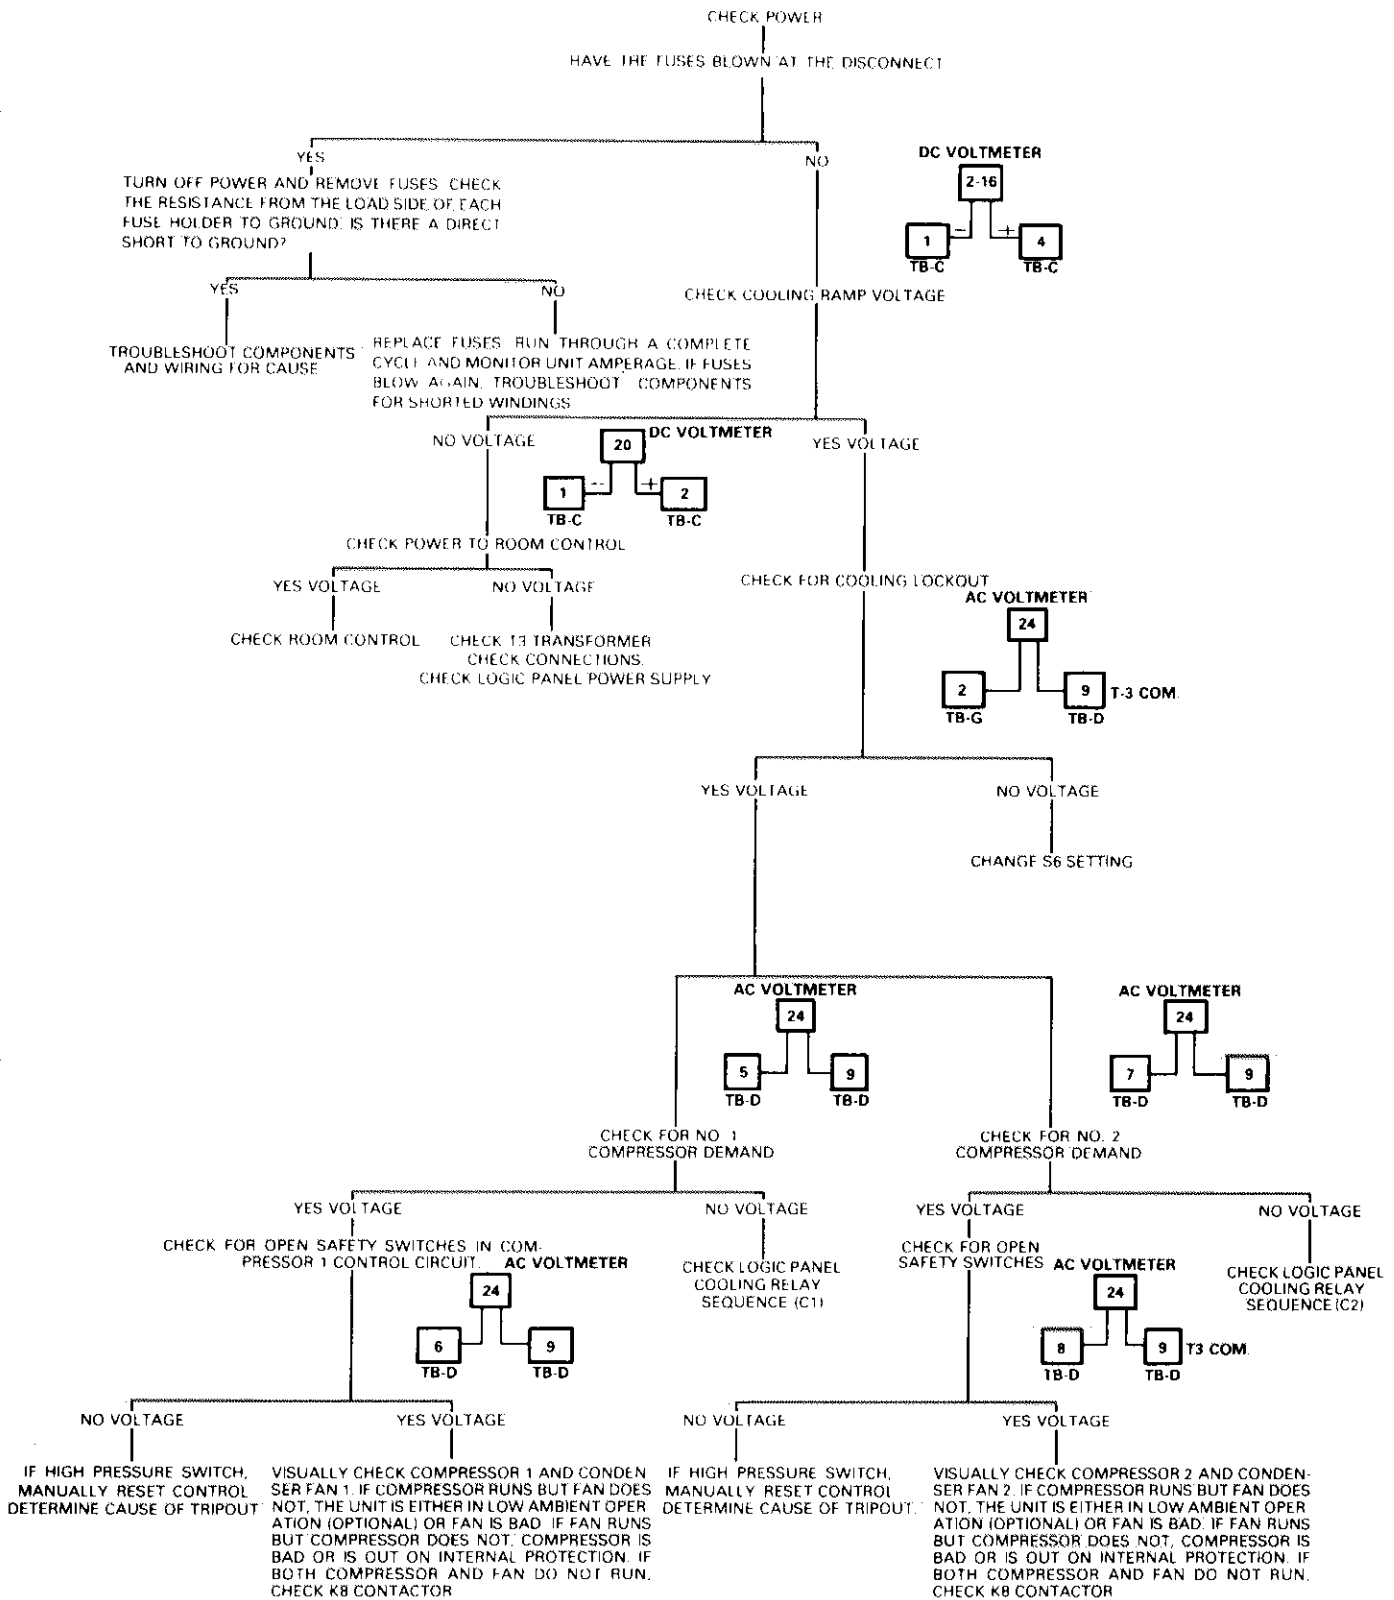 CHECK POWER
HAVE THE FUSES BLOWN AT THE DISCONNECT
YES
NO
TURN OFF POWER AND REMOVE FUSES. CHECK
THE RESISTANCE FROM THE LOAD SIDE OF EACH
FUSE HOLDER TO GROUND. IS THERE A DIRECT
SHORT TO GROUND?
DC VOLTMETER
2-16
- +
1 4
TB-C TB-C
YES
NO
CHECK COOLING RAMP VOLTAGE
TROUBLESHOOT COMPONENTS
AND WIRING FOR CAUSE
REPLACE FUSES. RUN THROUGH A COMPLETE
CYCLE AND MONITOR UNIT AMPERAGE. IF FUSES
BLOW AGAIN, TROUBLESHOOT COMPONENTS
FOR SHORTED WINDINGS
NO VOLTAGE
DC VOLTMETER
20
- +
1 2
TB-C TB-C
YES VOLTAGE
CHECK POWER TO ROOM CONTROL
YES VOLTAGE
NO VOLTAGE
CHECK ROOM CONTROL
CHECK T3 TRANSFORMER
CHECK CONNECTIONS.
CHECK LOGIC PANEL POWER SUPPLY
CHECK FOR COOLING LOCKOUT
AC VOLTMETER
24
2 9 T-3 COM.
TB-G TB-D
YES VOLTAGE
NO VOLTAGE
CHANGE S6 SETTING
AC VOLTMETER
24
5 9
TB-D TB-D
AC VOLTMETER
24
7 9
TB-D TB-D
CHECK FOR NO. 1
COMPRESSOR DEMAND
CHECK FOR NO. 2
COMPRESSOR DEMAND
YES VOLTAGE
NO VOLTAGE
YES VOLTAGE
NO VOLTAGE
CHECK FOR OPEN SAFETY SWITCHES IN COM-
PRESSOR 1 CONTROL CIRCUIT.
AC VOLTMETER
24
6 9
TB-D TB-D
CHECK LOGIC PANEL
COOLING RELAY
SEQUENCE (C1)
CHECK FOR OPEN
SAFETY SWITCHES
AC VOLTMETER
24
8 9 T3 COM.
TB-D TB-D
CHECK LOGIC PANEL
COOLING RELAY
SEQUENCE (C2)
NO VOLTAGE
YES VOLTAGE
NO VOLTAGE
YES VOLTAGE
IF HIGH PRESSURE SWITCH,
MANUALLY RESET CONTROL
DETERMINE CAUSE OF TRIPOUT
VISUALLY CHECK COMPRESSOR 1 AND CONDEN
SER FAN 1. IF COMPRESSOR RUNS BUT FAN DOES
NOT, THE UNIT IS EITHER IN LOW AMBIENT OPER
ATION (OPTIONAL) OR FAN IS BAD. IF FAN RUNS
BUT COMPRESSOR DOES NOT, COMPRESSOR IS
BAD OR IS OUT ON INTERNAL PROTECTION. IF
BOTH COMPRESSOR AND FAN DO NOT RUN,
CHECK K8 CONTACTOR
IF HIGH PRESSURE SWITCH,
MANUALLY RESET CONTROL
DETERMINE CAUSE OF TRIPOUT.
VISUALLY CHECK COMPRESSOR 2 AND CONDEN-
SER FAN 2. IF COMPRESSOR RUNS BUT FAN DOES
NOT, THE UNIT IS EITHER IN LOW AMBIENT OPER
ATION (OPTIONAL) OR FAN IS BAD. IF FAN RUNS
BUT COMPRESSOR DOES NOT, COMPRESSOR IS
BAD OR IS OUT ON INTERNAL PROTECTION. IF
BOTH COMPRESSOR AND FAN DO NOT RUN,
CHECK K8 CONTACTOR